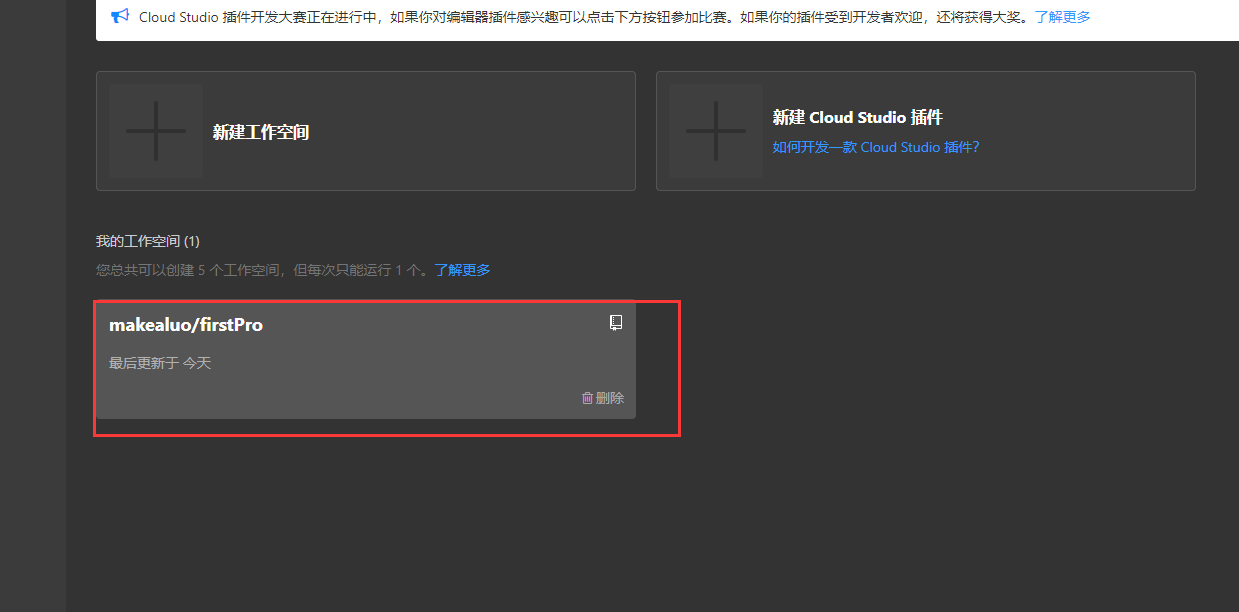 Cloud Studio 插件开发大赛正在进行中，如果你对编辑器插件感兴趣可以点击下方按钮参加比赛。如果你的插件受到开发者欢迎，还将获得大奖。了解更多
新建工作空间
新建 Cloud Studio 插件
如何开发一款 Cloud Studio 插件？
我的工作空间 (1)
您总共可以创建 5 个工作空间，但每次只能运行 1 个。了解更多
makealuo/firstPro
最后更新于 今天
删除